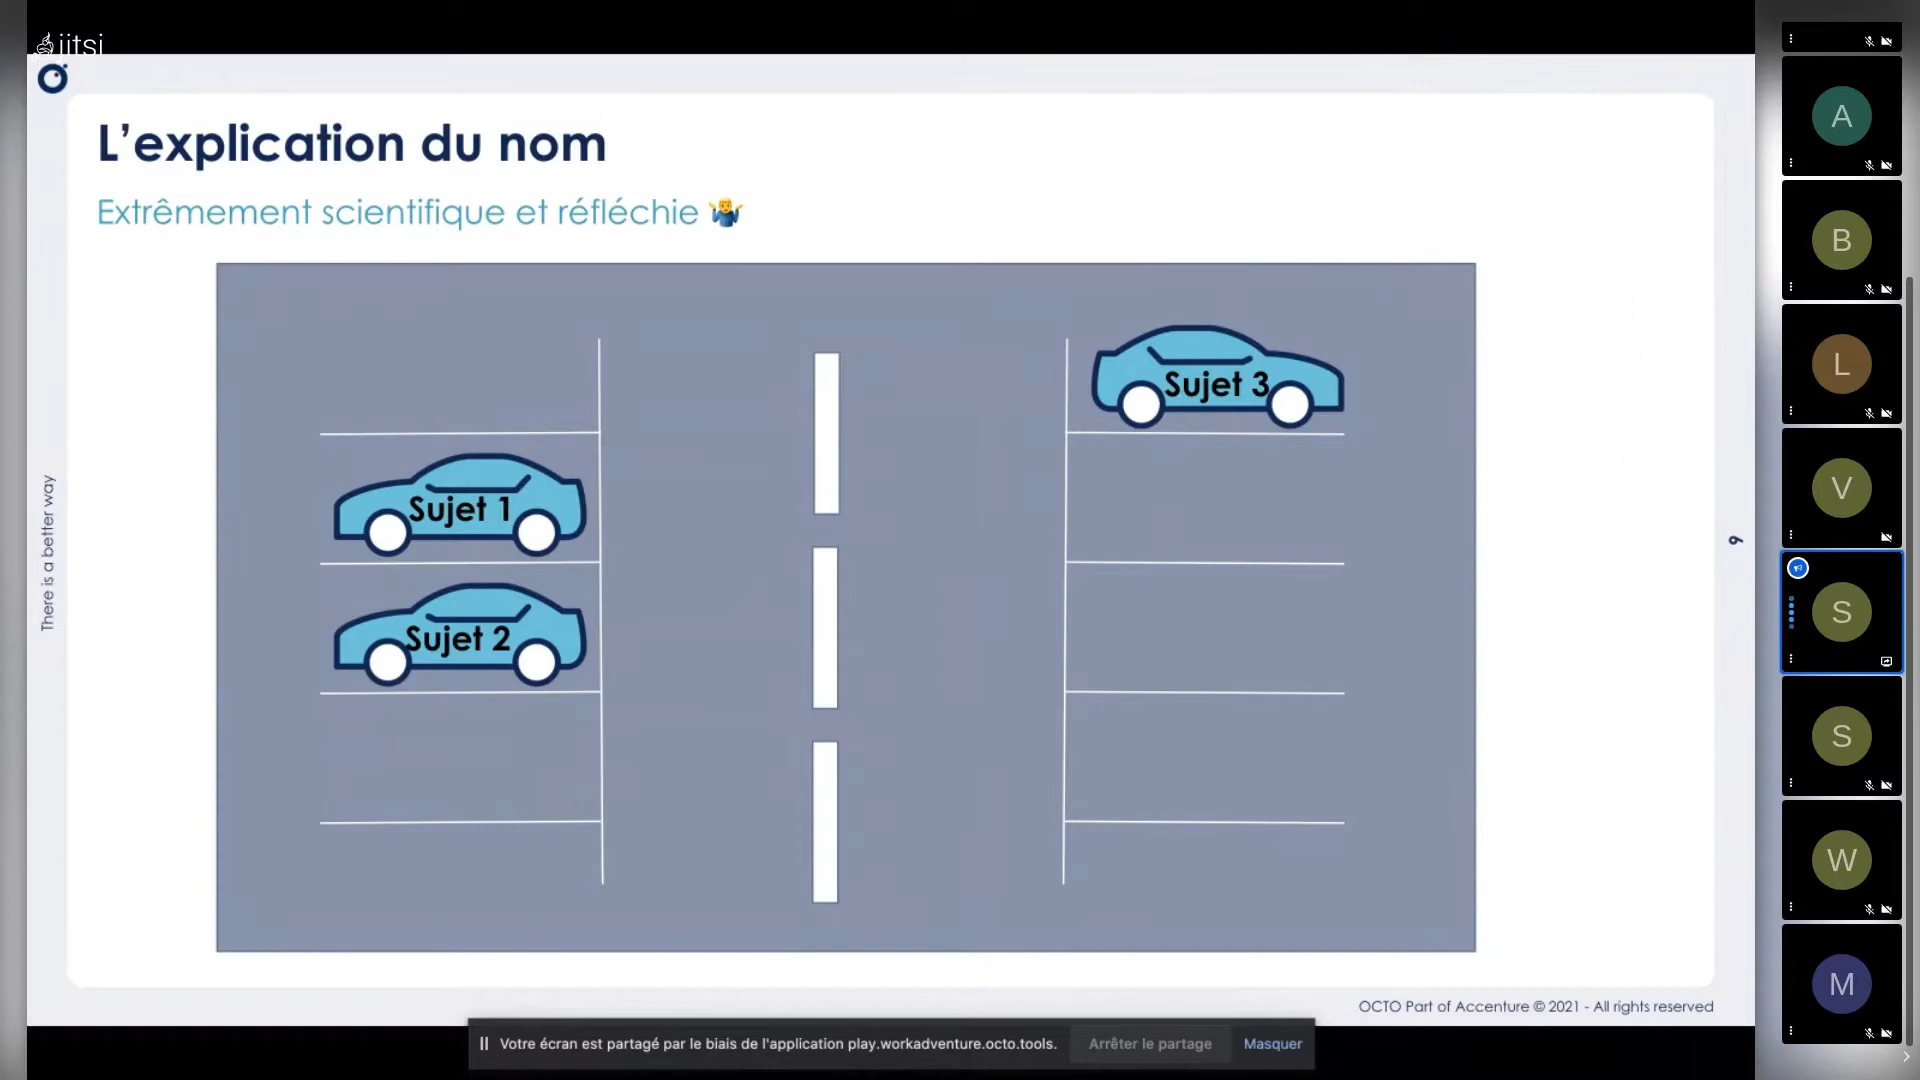 jitsi
L'explication du nom
Extrêmement scientifique et réfléchie
Sujet 3
Sujet 1
Sujet 2
There is a better way
9
OCTO Part of Accenture © 2021 - All rights reserved
Votre écran est partagé par le biais de l'application play.workadventure.octo.tools.
Arrêter le partage
Masquer
A
B
L
V
S
S
W
M